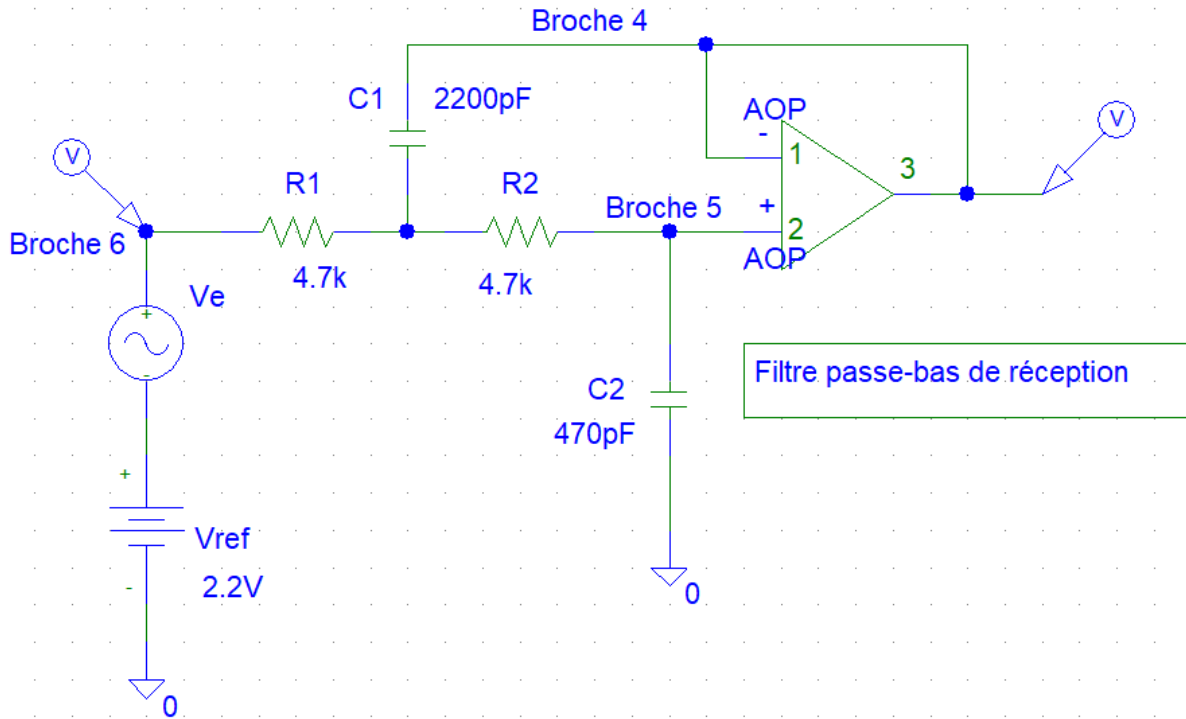 Broche 4
C1 2200pF
AOP
-
1
V
V
R1
R2
3
Broche 5
+
2
Broche 6
AOP
4.7k
4.7k
Ve
+
-
Filtre passe-bas de réception
C2
470pF
+
Vref
2.2V
-
0
0